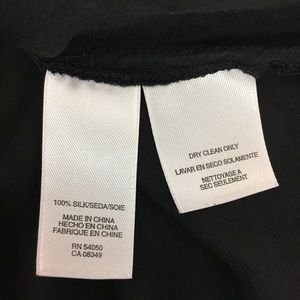 100% SILK/SEDA/SOIE
MADE IN CHINA
HECHO EN CHINA
FABRIQUE EN CHINE
RN 54050
CA 08349
DRY CLEAN ONLY
LAVAR EN SECO SOLAMENTE
NETTOYAGE A
SEC SEULEMENT